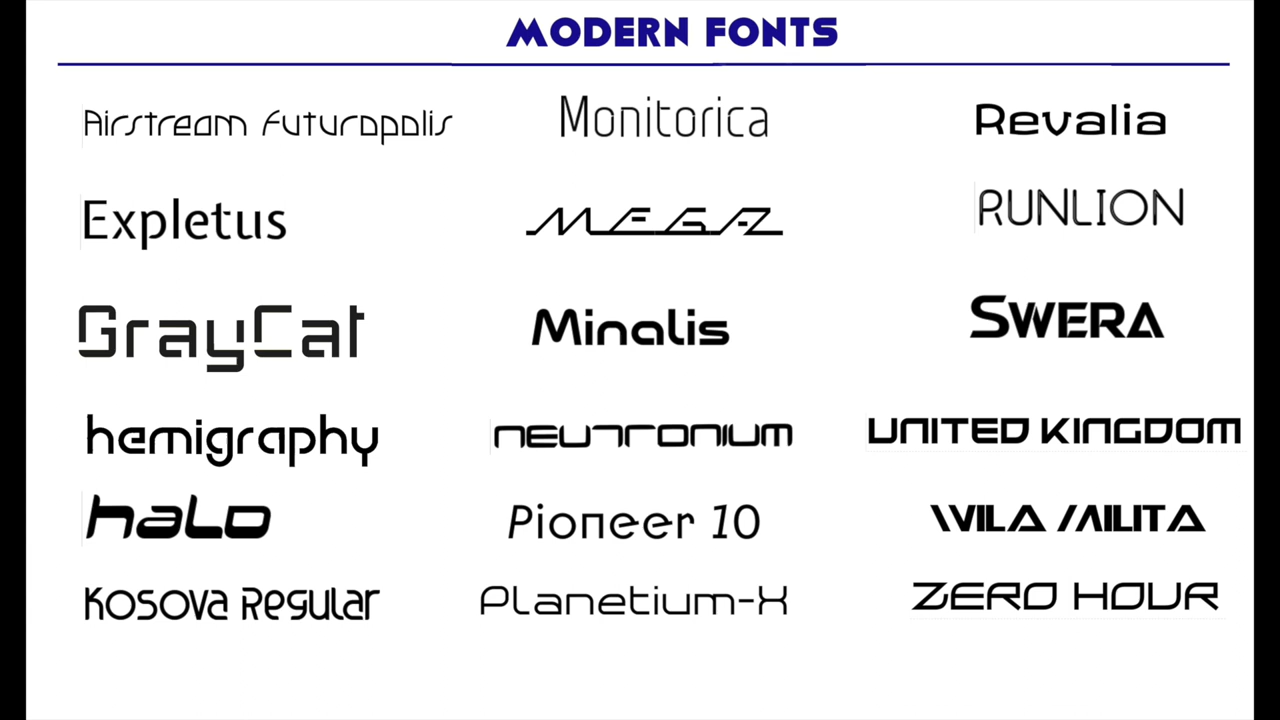 MODERN FONTS
Airstream Futuropolis Monitorica Revalia
Expletus MEGAZ RUNLION
GrayCat Minalis SWERA
hemigraphy NEUTRONIUM UNITED KINGDOM
halo Pioneer 10 WILA MILITA
Kosova Regular Planetium-X ZERO HOUR